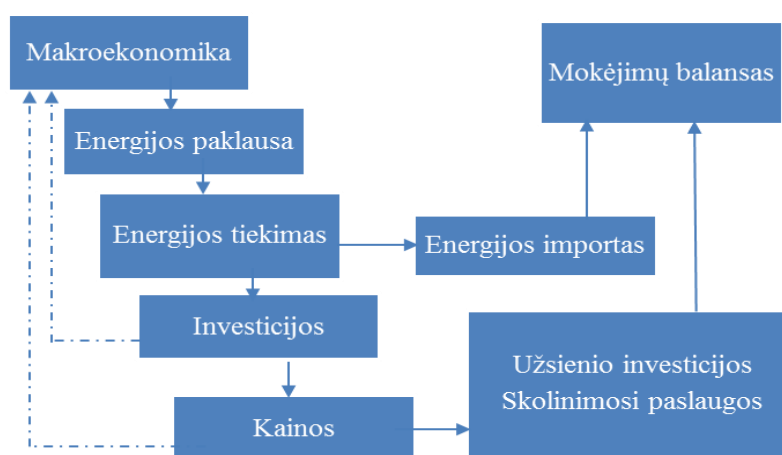 Makroekonomika
Mokėjimų balansas
Energijos paklausa
Energijos tiekimas
Energijos importas
Investicijos
Užsienio investicijos
Skolinimosi paslaugos
Kainos